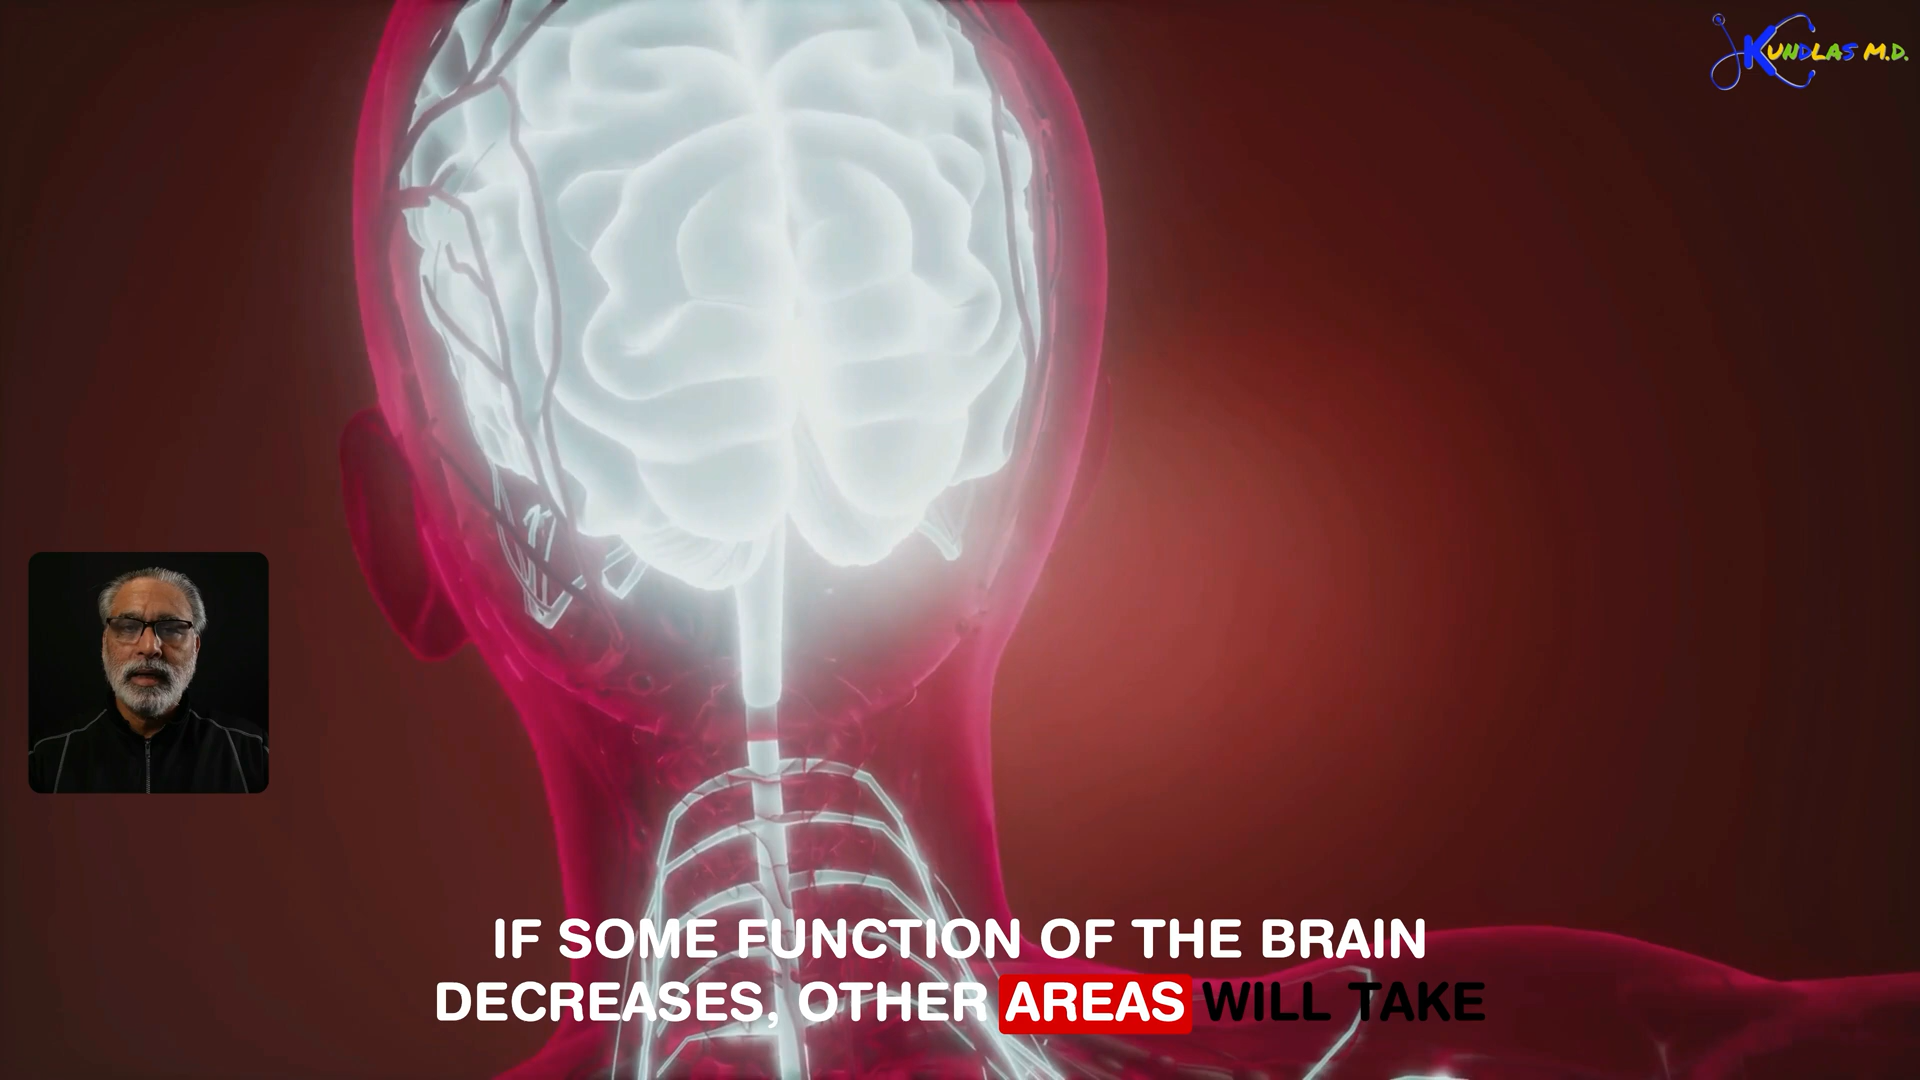 KUNDLAS M.D.
IF SOME FUNCTION OF THE BRAIN
DECREASES, OTHER AREAS WILL TAKE